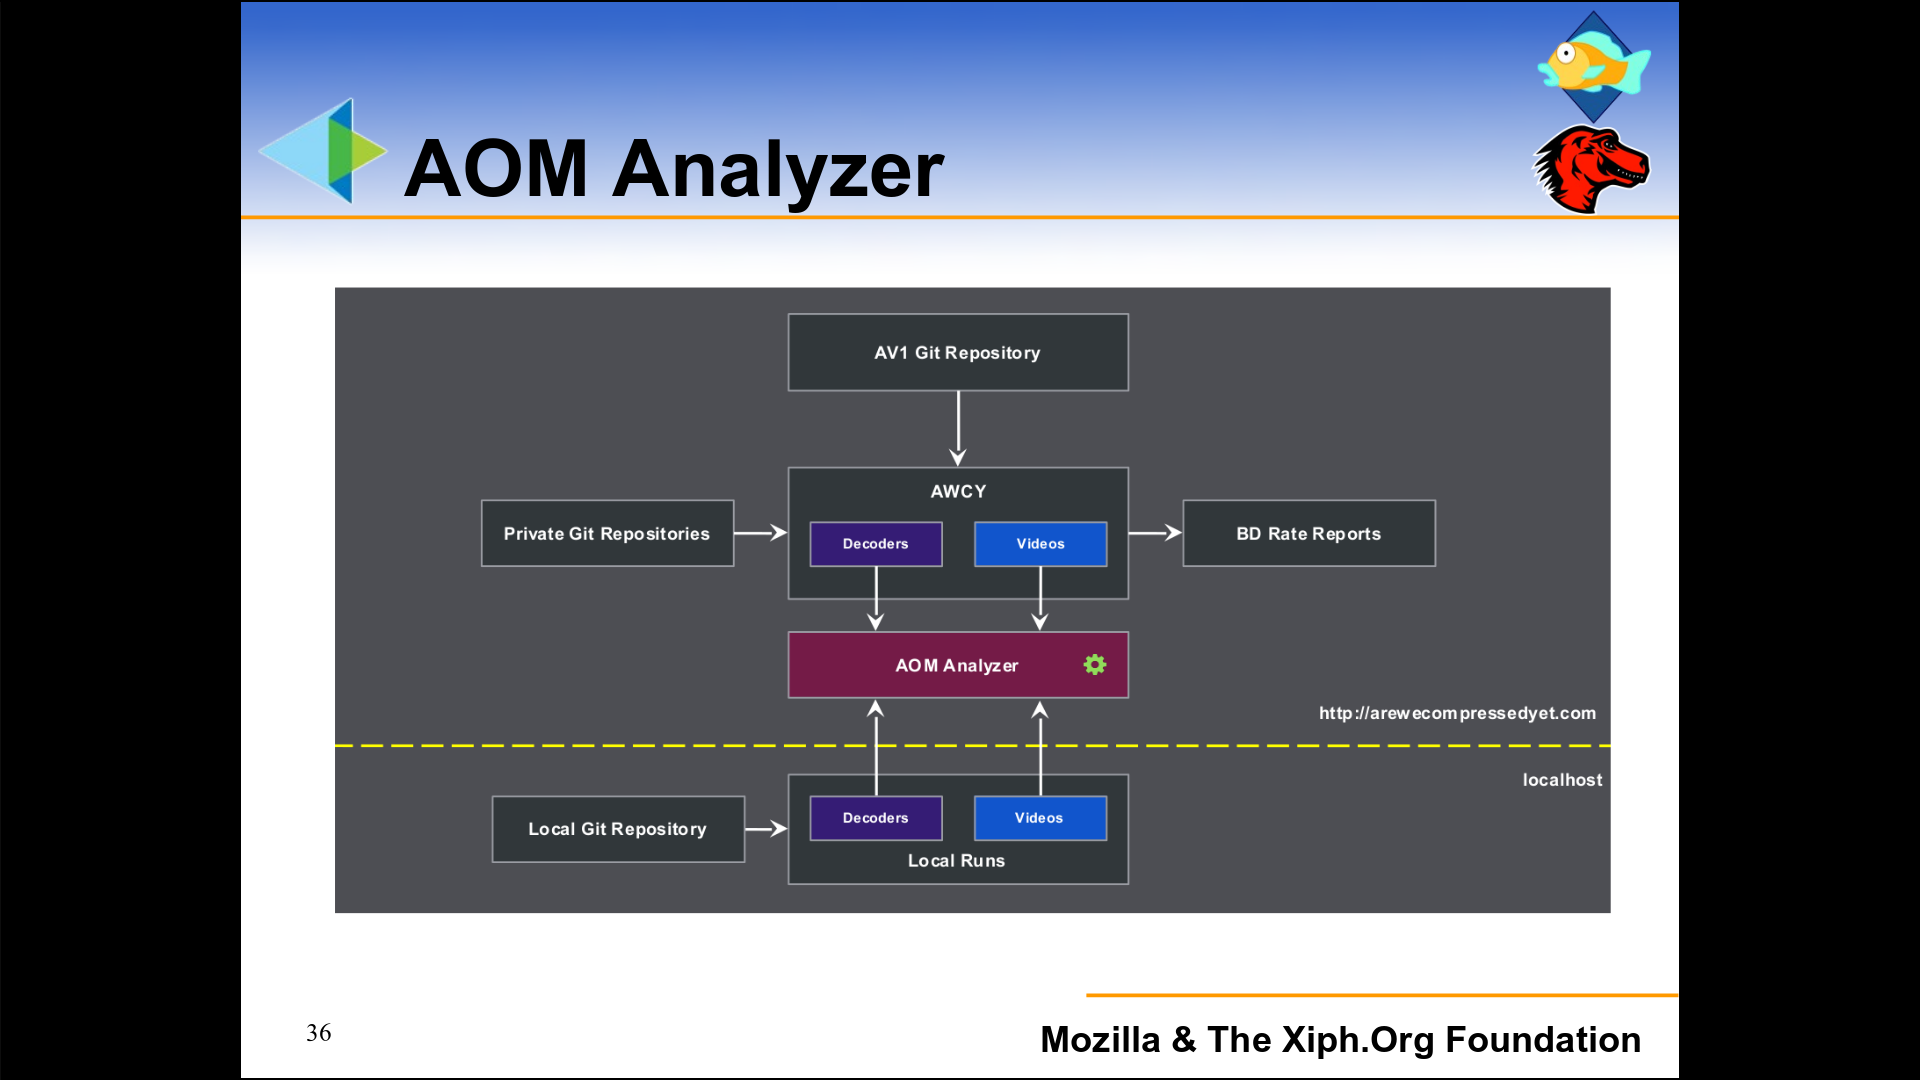 AOM Analyzer
AV1 Git Repository
AWCY
Private Git Repositories
Decoders
Videos
BD Rate Reports
AOM Analyzer
http://arewecompressedyet.com
localhost
Local Git Repository
Decoders
Videos
Local Runs
36
Mozilla & The Xiph.Org Foundation